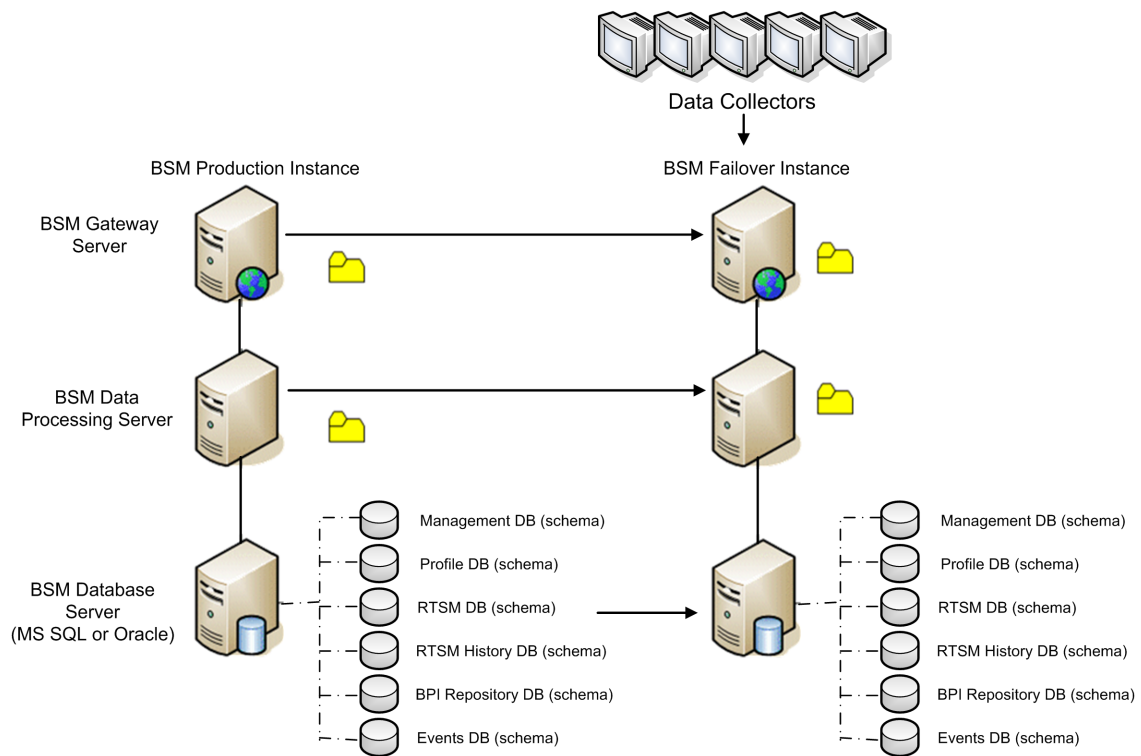 Data Collectors
BSM Production Instance
BSM Failover Instance
BSM Gateway
Server
BSM Data
Processing Server
BSM Database
Server
(MS SQL or Oracle)
Management DB (schema)
Profile DB (schema)
RTSM DB (schema)
RTSM History DB (schema)
BPI Repository DB (schema)
Events DB (schema)
Management DB (schema)
Profile DB (schema)
RTSM DB (schema)
RTSM History DB (schema)
BPI Repository DB (schema)
Events DB (schema)